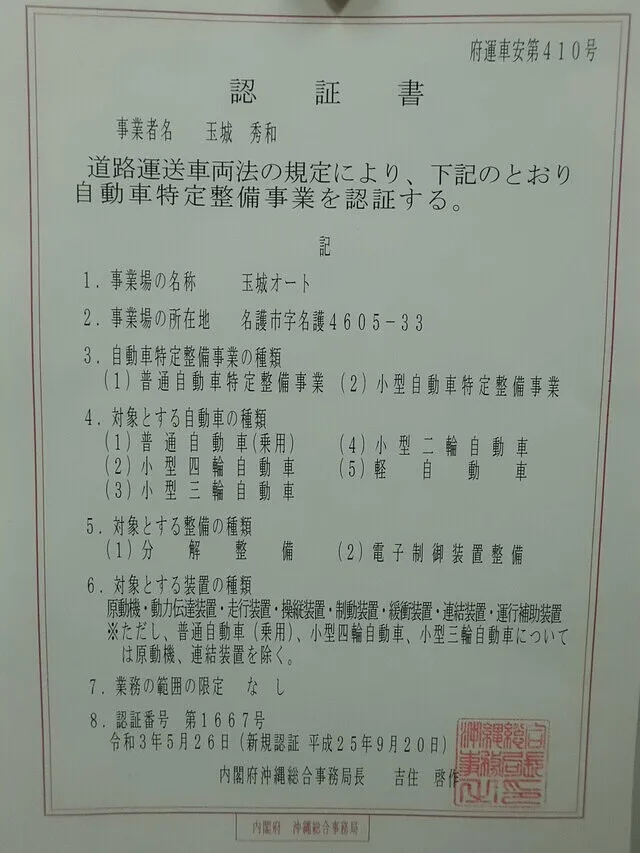 府運車安第410号
認証書
事業者名 玉城 秀和
道路運送車両法の規定により、下記のとおり
自動車特定整備事業を認証する。
記
1．事業場の名称 玉城オート
2．事業場の所在地 名護市字名護4605−33
3．自動車特定整備事業の種類
(1)普通自動車特定整備事業 (2)小型自動車特定整備事業
4．対象とする自動車の種類
(1)普通自動車(乗用) (4)小型二輪自動車
(2)小型四輪自動車 (5)軽自動車
(3)小型三輪自動車
5．対象とする整備の種類
(1)分解整備 (2)電子制御装置整備
6．対象とする装置の種類
原動機・動力伝達装置・走行装置・操縦装置・制動装置・緩衝装置・連結装置・運行補助装置
※ただし、普通自動車（乗用）、小型四輪自動車、小型三輪自動車について
は原動機、連結装置を除く。
7．業務の範囲の限定 なし
8．認証番号 第1667号
令和3年5月26日（新規認証 平成25年9月20日）
内閣府沖縄総合事務局長 吉住 啓作
内閣府 沖縄総合事務局